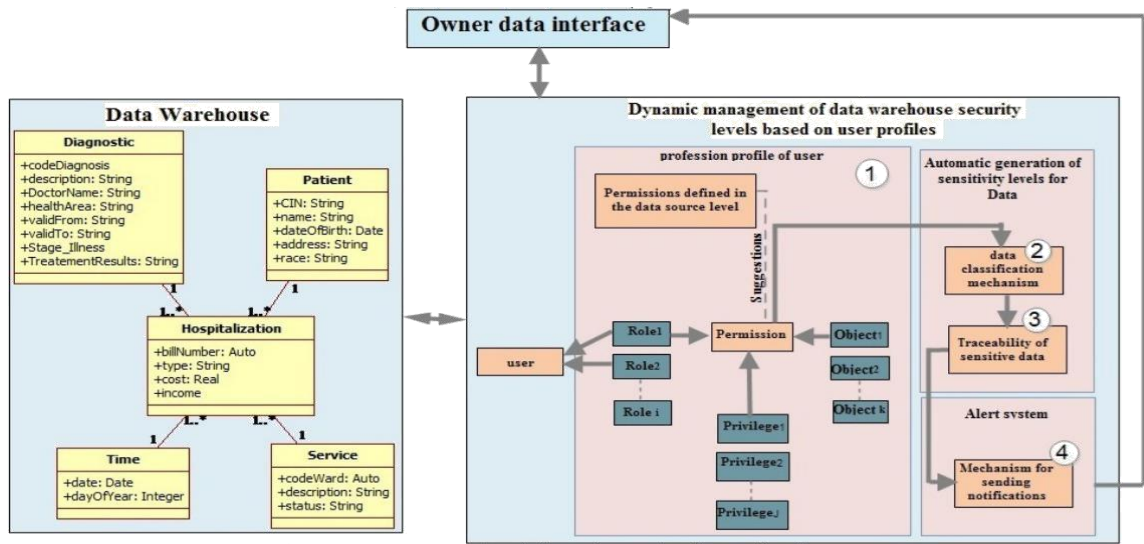 Owner data interface
Data Warehouse
Diagnostic
+codeDiagnosis
+description: String
+DoctorName: String
+healthArea: String
+validFrom: String
+validTo: String
+Stage_Illness
+TreatementResults: String
Patient
+CIN: String
+name: String
+dateOfBirth: Date
+address: String
+race: String
1
1
1..*
1..*
Hospitalization
+billNumber: Auto
+type: String
+cost: Real
+income
1..*
1..*
1
1
Time
+date: Date
+dayOfYear: Integer
Service
+codeWard: Auto
+description: String
+status: String
Dynamic management of data warehouse security
levels based on user profiles
profession profile of user
1
Permissions defined in
the data source level
Suggestions
user
Role1
Role2
Role i
Permission
Object1
Object2
Object k
Privilege1
Privilege2
PrivilegeJ
Automatic generation of
sensitivity levels for
Data
2
data
classification
mechanism
3
Traceability of
sensitive data
Alert system
4
Mechanism for
sending
notifications